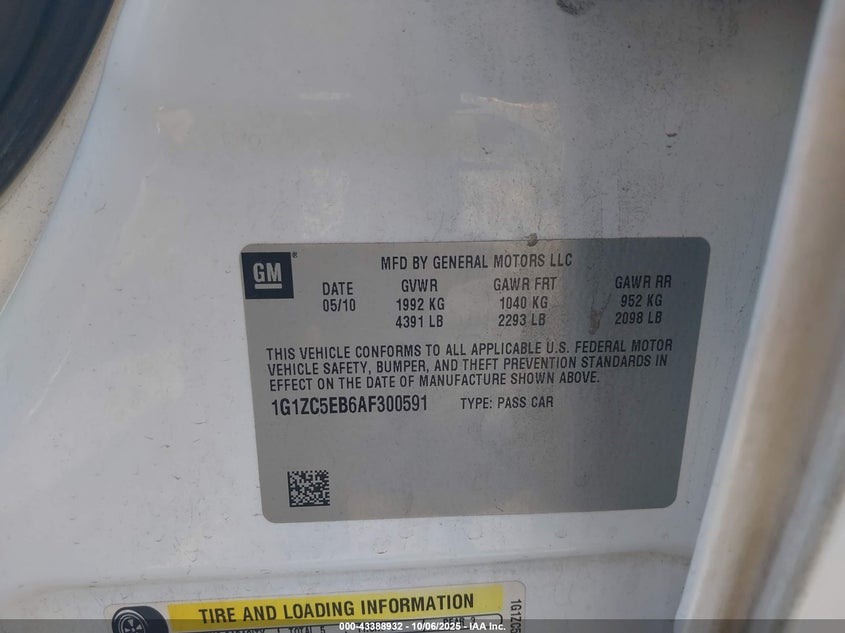 GM ®
MFD BY GENERAL MOTORS LLC
DATE GVWR GAWR FRT GAWR RR
05/10 1992 KG 1040 KG 952 KG
4391 LB 2293 LB 2098 LB
THIS VEHICLE CONFORMS TO ALL APPLICABLE U.S. FEDERAL MOTOR
VEHICLE SAFETY, BUMPER, AND THEFT PREVENTION STANDARDS IN
EFFECT ON THE DATE OF MANUFACTURE SHOWN ABOVE.
1G1ZC5EB6AF300591 TYPE: PASS CAR
TIRE AND LOADING INFORMATION
TOTAL 5
1G1ZC5
000-43388932 - 10/06/2025 - IAA Inc.